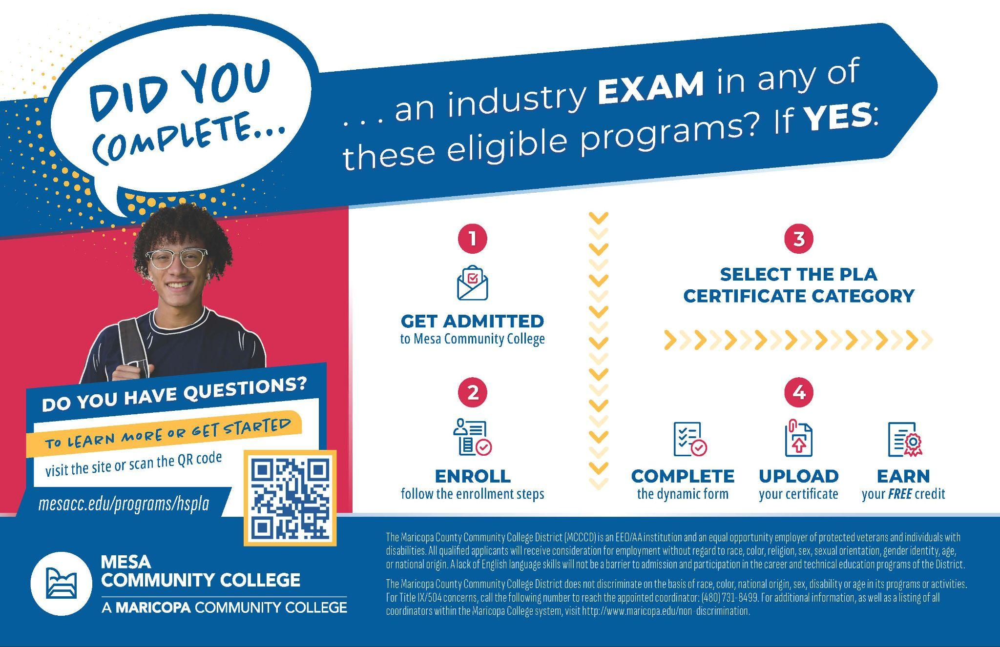 DID YOU
COMPLETE...
. . . an industry EXAM in any of
these eligible programs? If YES:
1
GET ADMITTED
to Mesa Community College
2
ENROLL
follow the enrollment steps
3
SELECT THE PLA
CERTIFICATE CATEGORY
4
COMPLETE
the dynamic form
UPLOAD
your certificate
EARN
your FREE credit
DO YOU HAVE QUESTIONS?
TO LEARN MORE OR GET STARTED
visit the site or scan the QR code
mesacc.edu/programs/hspla
MESA
COMMUNITY COLLEGE
A MARICOPA COMMUNITY COLLEGE
The Maricopa County Community College District (MCCCD) is an EEO/AA institution and an equal opportunity employer of protected veterans and individuals with
disabilities. All qualified applicants will receive consideration for employment without regard to race, color, religion, sex, sexual orientation, gender identity, age,
or national origin. A lack of English language skills will not be a barrier to admission and participation in the career and technical education programs of the District.
The Maricopa County Community College District does not discriminate on the basis of race, color, national origin, sex, disability or age in its programs or activities.
For Title IX/504 concerns, call the following number to reach the appointed coordinator: (480) 731-8499. For additional information, as well as a listing of all
coordinators within the Maricopa College system, visit http://www.maricopa.edu/non-discrimination.